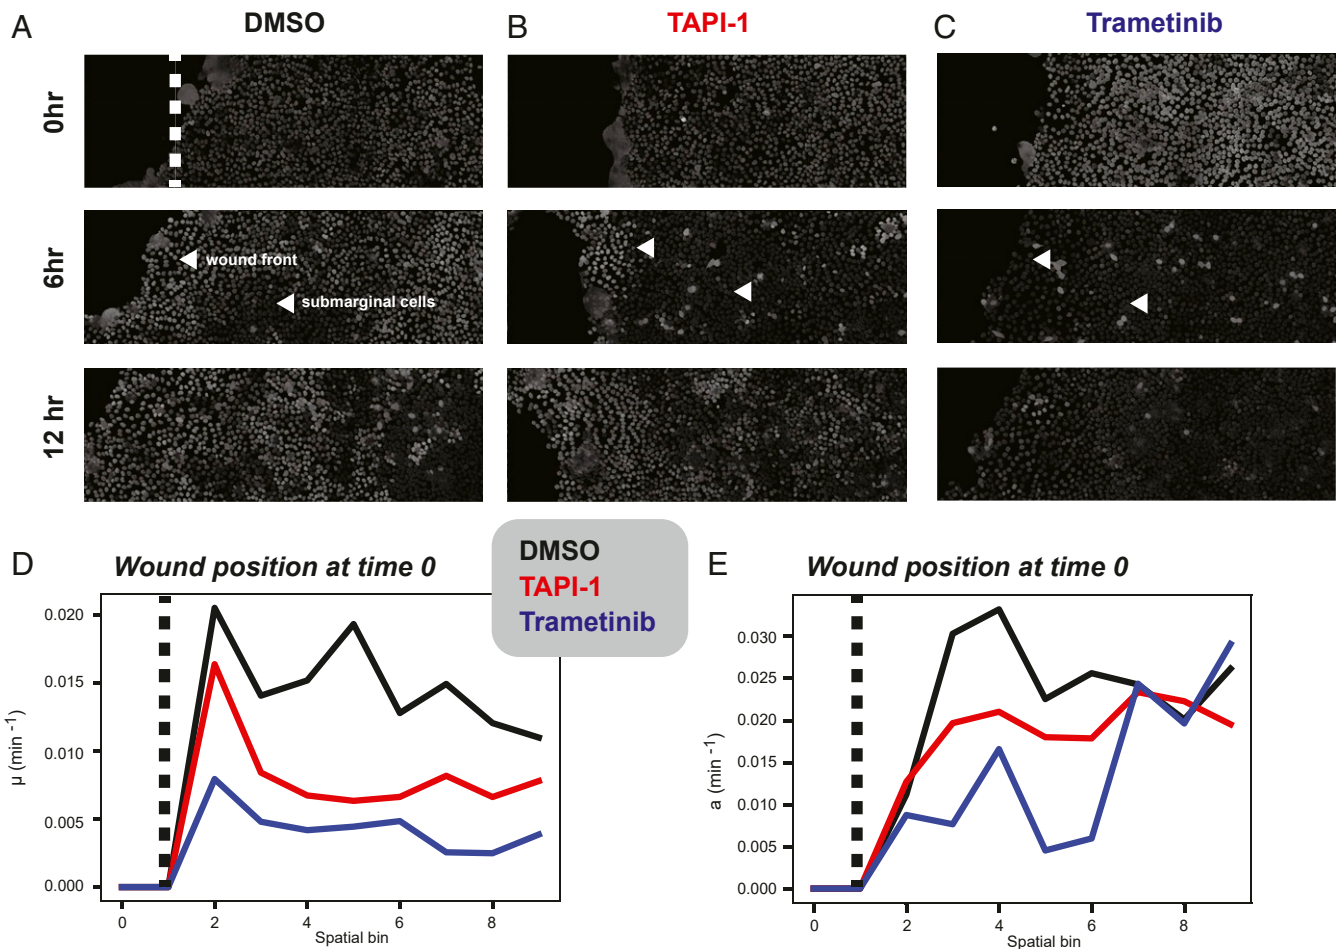 A DMSO B TAPI-1 C Trametinib
0hr
6hr
wound front
submarginal cells
12 hr
D Wound position at time 0
DMSO
TAPI-1
Trametinib
E Wound position at time 0
0.020
0.015
0.010
0.005
0.000
µ (min -1)
0 2 4 6 8
Spatial bin
0.030
0.025
0.020
0.015
0.010
0.005
0.000
a (min -1)
0 2 4 6 8
Spatial bin